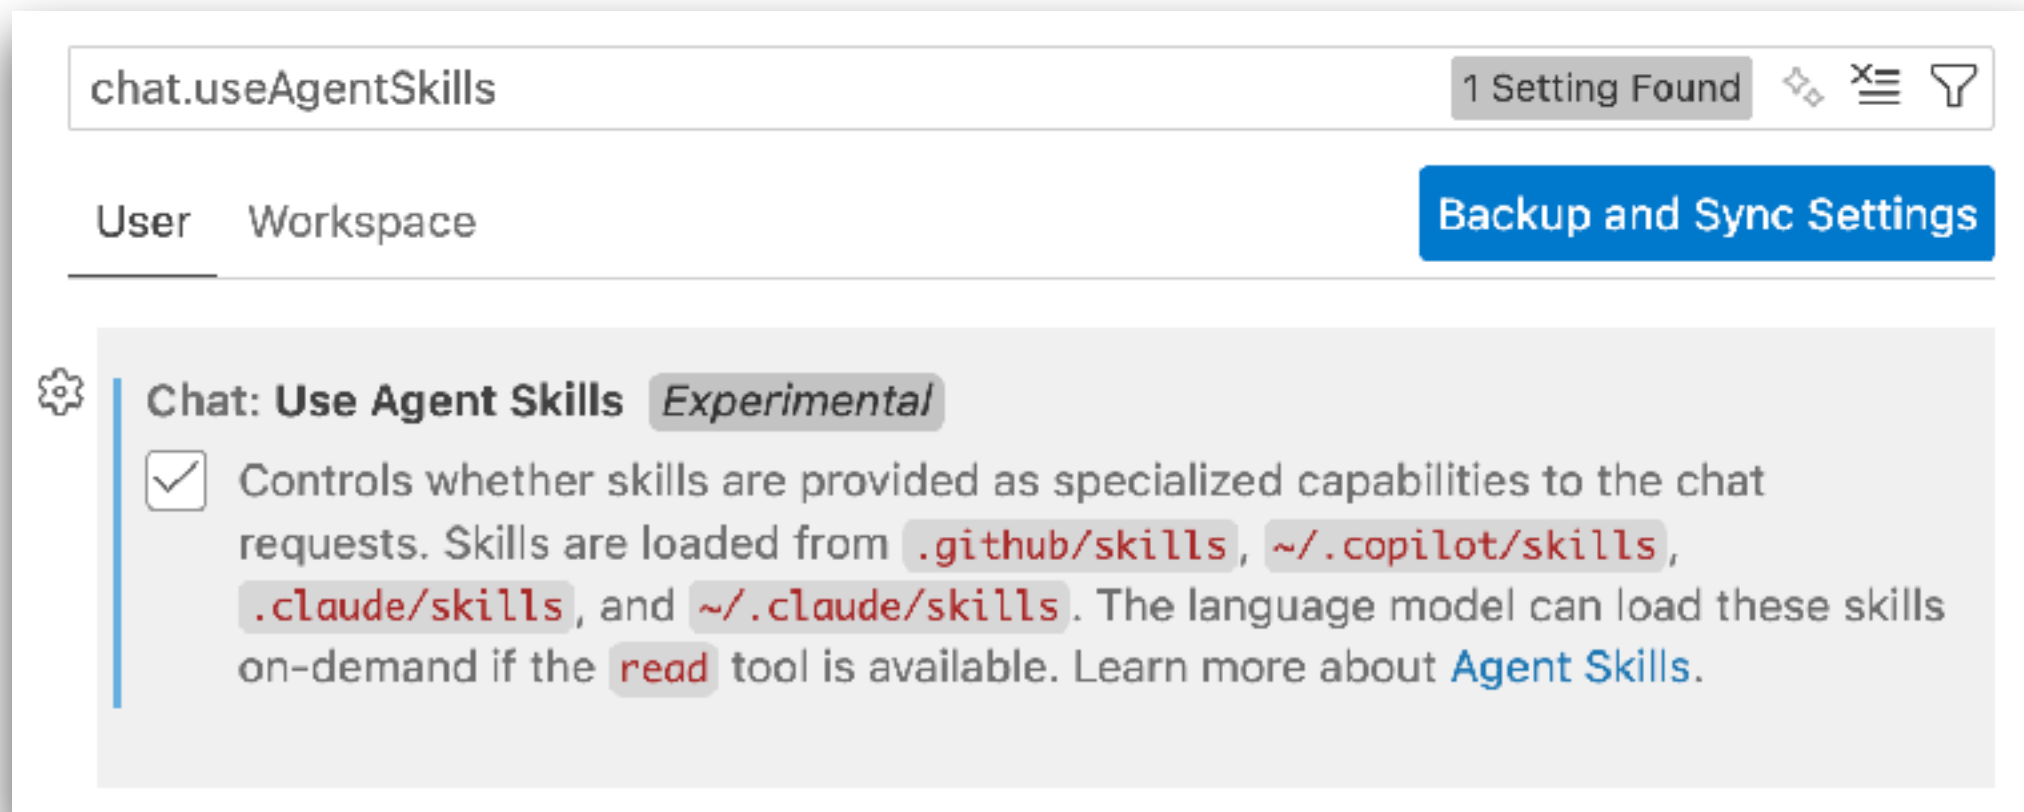 chat.useAgentSkills
1 Setting Found
User Workspace
Backup and Sync Settings
Chat: Use Agent Skills Experimental
Controls whether skills are provided as specialized capabilities to the chat
requests. Skills are loaded from .github/skills, ~/.copilot/skills,
.claude/skills, and ~/.claude/skills. The language model can load these skills
on-demand if the read tool is available. Learn more about Agent Skills.